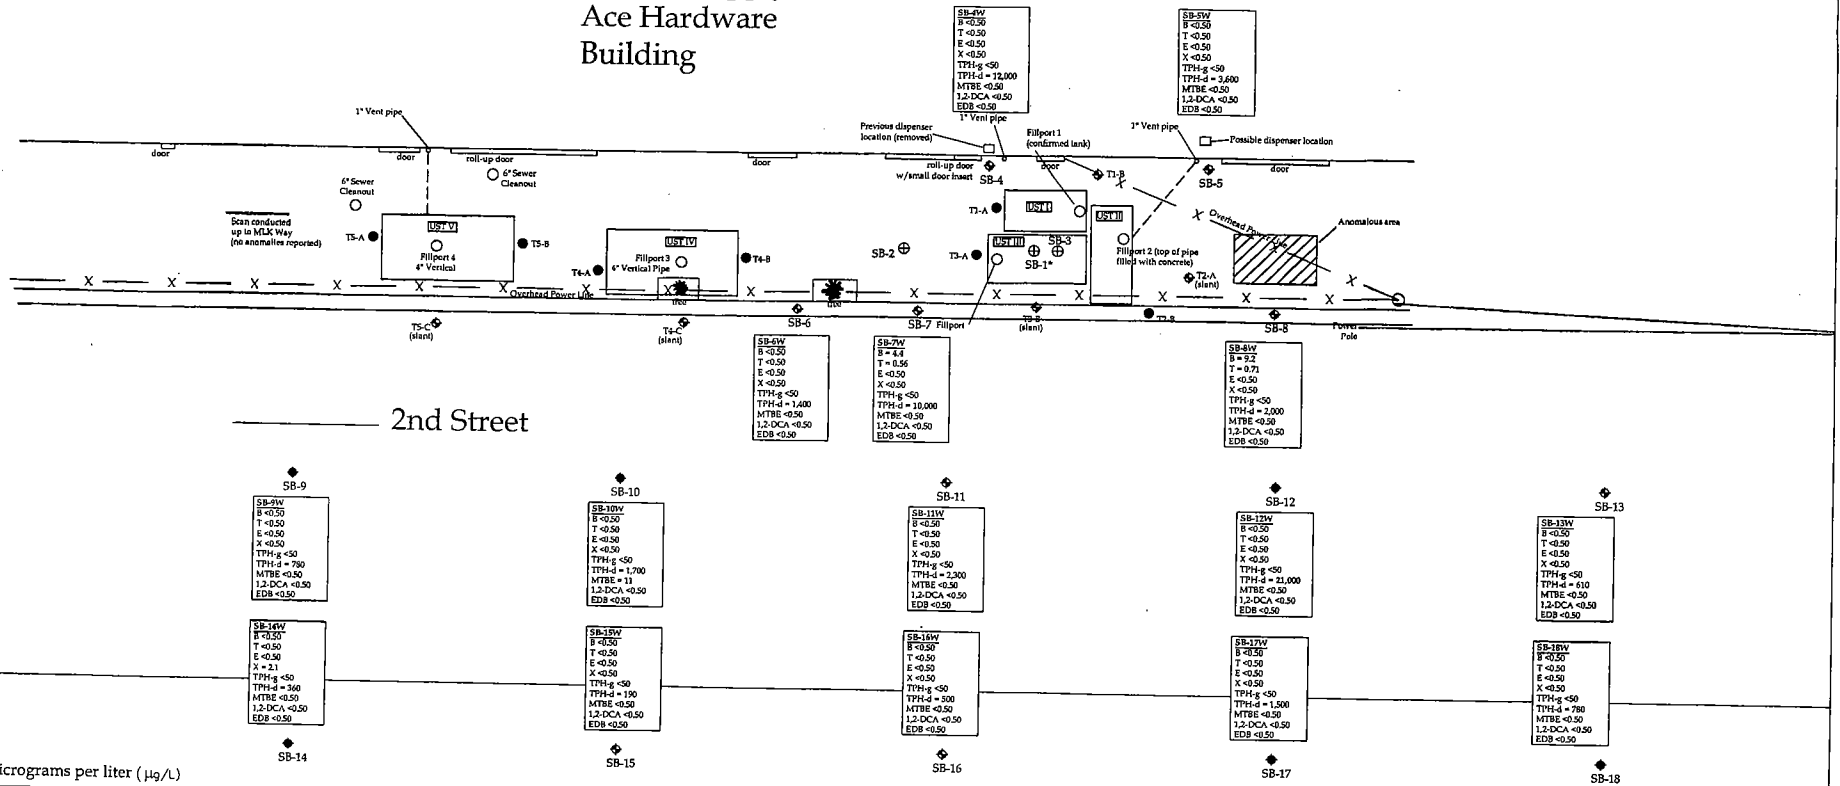 Ace Hardware
Building
SB-4W
B <0.50
T <0.50
E <0.50
X <0.50
TPH-g <50
TPH-d = 12,000
MTBE <0.50
1,2-DCA <0.50
EDB <0.50
SB-5W
B <0.50
T <0.50
E <0.50
X <0.50
TPH-g <50
TPH-d = 3,600
MTBE <0.50
1,2-DCA <0.50
EDB <0.50
1" Vent pipe
Previous dispenser
location (removed)
1" Vent pipe
Fillport 1
(confirmed tank)
1" Vent pipe
Possible dispenser location
door
door
roll-up door
door
roll-up door
w/small door insert
SB-4
door
T1-B
SB-5
door
6" Sewer
Cleanout
6" Sewer
Cleanout
Scan conducted
up to MLK Way
(no anomalies reported)
T5-A
UST V
Fillport 4
4" Vertical
T5-B
T4-A
UST IV
Fillport 3
6" Vertical Pipe
T4-B
SB-2
T1-A
UST I
T3-A
UST III
SB-3
SB-1*
UST II
Fillport 2 (top of pipe
filled with concrete)
T2-A
(slant)
Overhead Power Line
Anomalous area
X X X X X X X X X X X X X X X X
X X X X
Overhead Power Line
tree
tree
T5-C
(slant)
T4-C
(slant)
SB-6
SB-7
Fillport
T3-B
(slant)
T2-B
SB-8
Power
Pole
SB-6W
B <0.50
T <0.50
E <0.50
X <0.50
TPH-g <50
TPH-d = 1,400
MTBE <0.50
1,2-DCA <0.50
EDB <0.50
SB-7W
B = 4.4
T = 0.56
E <0.50
X <0.50
TPH-g <50
TPH-d = 10,000
MTBE <0.50
1,2-DCA <0.50
EDB <0.50
SB-8W
B = 9.2
T = 0.71
E <0.50
X <0.50
TPH-g <50
TPH-d = 2,000
MTBE <0.50
1,2-DCA <0.50
EDB <0.50
2nd Street
SB-9
SB-9W
B <0.50
T <0.50
E <0.50
X <0.50
TPH-g <50
TPH-d = 780
MTBE <0.50
1,2-DCA <0.50
EDB <0.50
SB-10
SB-10W
B <0.50
T <0.50
E <0.50
X <0.50
TPH-g <50
TPH-d = 1,700
MTBE = 11
1,2-DCA <0.50
EDB <0.50
SB-11
SB-11W
B <0.50
T <0.50
E <0.50
X <0.50
TPH-g <50
TPH-d = 2,300
MTBE <0.50
1,2-DCA <0.50
EDB <0.50
SB-12
SB-12W
B <0.50
T <0.50
E <0.50
X <0.50
TPH-g <50
TPH-d = 21,000
MTBE <0.50
1,2-DCA <0.50
EDB <0.50
SB-13
SB-13W
B <0.50
T <0.50
E <0.50
X <0.50
TPH-g <50
TPH-d = 610
MTBE <0.50
1,2-DCA <0.50
EDB <0.50
SB-14W
B <0.50
T <0.50
E <0.50
X = 2.1
TPH-g <50
TPH-d = 360
MTBE <0.50
1,2-DCA <0.50
EDB <0.50
SB-14
SB-15W
B <0.50
T <0.50
E <0.50
X <0.50
TPH-g <50
TPH-d = 190
MTBE <0.50
1,2-DCA <0.50
EDB <0.50
SB-15
SB-16W
B <0.50
T <0.50
E <0.50
X <0.50
TPH-g <50
TPH-d = 500
MTBE <0.50
1,2-DCA <0.50
EDB <0.50
SB-16
SB-17W
B <0.50
T <0.50
E <0.50
X <0.50
TPH-g <50
TPH-d = 1,500
MTBE <0.50
1,2-DCA <0.50
EDB <0.50
SB-17
SB-18W
B <0.50
T <0.50
E <0.50
X <0.50
TPH-g <50
TPH-d = 780
MTBE <0.50
1,2-DCA <0.50
EDB <0.50
SB-18
icrograms per liter (µg/L)